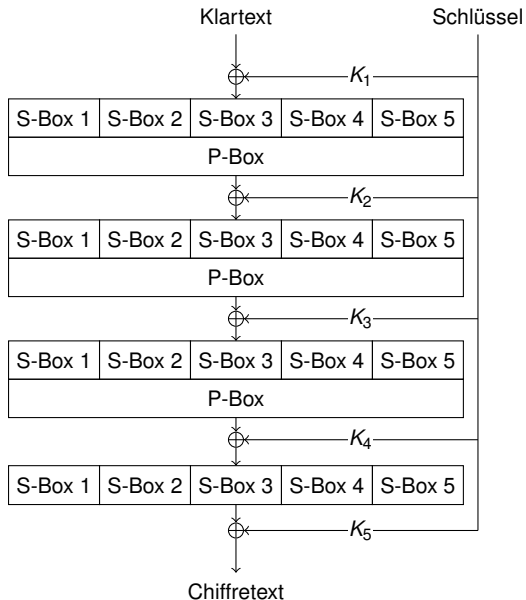 Klartext Schlüssel
K1
S-Box 1 S-Box 2 S-Box 3 S-Box 4 S-Box 5
P-Box
K2
S-Box 1 S-Box 2 S-Box 3 S-Box 4 S-Box 5
P-Box
K3
S-Box 1 S-Box 2 S-Box 3 S-Box 4 S-Box 5
P-Box
K4
S-Box 1 S-Box 2 S-Box 3 S-Box 4 S-Box 5
K5
Chiffretext